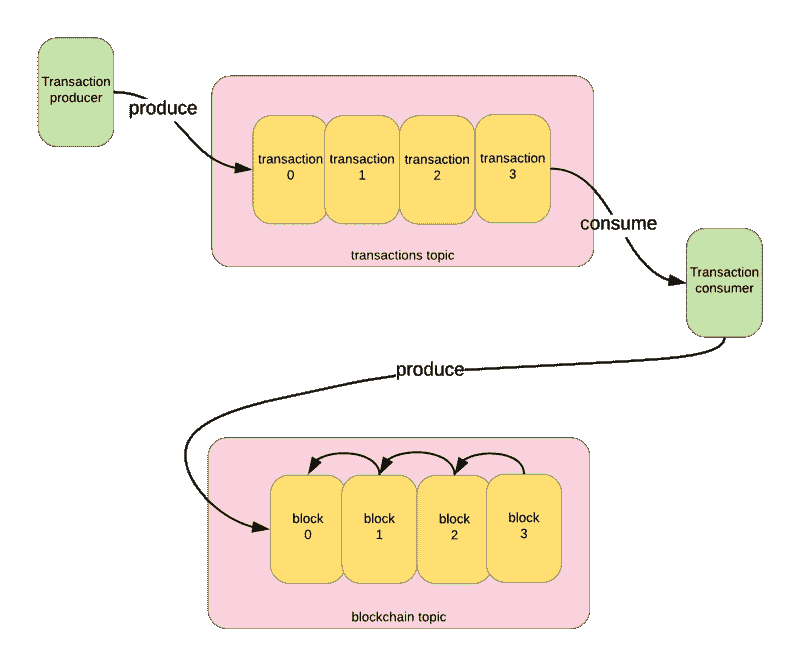 Transaction
producer
produce
transaction
0
transaction
1
transaction
2
transaction
3
transactions topic
consume
Transaction
consumer
produce
block
0
block
1
block
2
block
3
blockchain topic